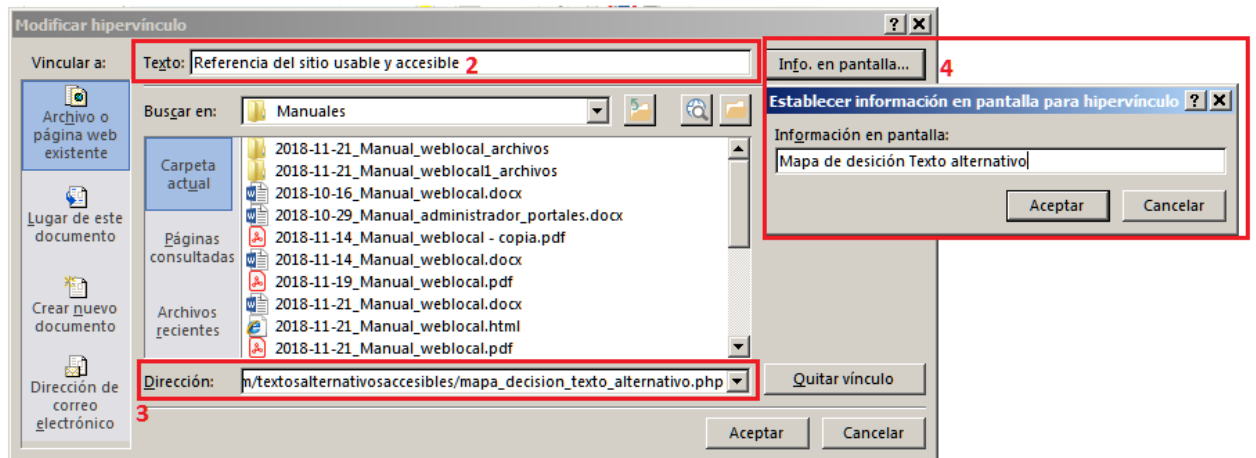 Modificar hipervínculo
Vincular a:
Texto: Referencia del sitio usable y accesible 2
Info. en pantalla... 4
Archivo o
página web
existente
Lugar de este
documento
Crear nuevo
documento
Dirección de
correo
electrónico
Buscar en: Manuales
Carpeta
actual
Páginas
consultadas
Archivos
recientes
2018-11-21_Manual_weblocal_archivos
2018-11-21_Manual_weblocal1_archivos
2018-10-16_Manual_weblocal.docx
2018-10-29_Manual_administrador_portales.docx
2018-11-14_Manual_weblocal - copia.pdf
2018-11-14_Manual_weblocal.docx
2018-11-19_Manual_weblocal.pdf
2018-11-21_Manual_weblocal.docx
2018-11-21_Manual_weblocal.html
2018-11-21_Manual_weblocal.pdf
Dirección: n/textosalternativosaccesibles/mapa_decision_texto_alternativo.php
3
Quitar vínculo
Aceptar Cancelar
Establecer información en pantalla para hipervínculo
Información en pantalla:
Mapa de desición Texto alternativo
Aceptar Cancelar